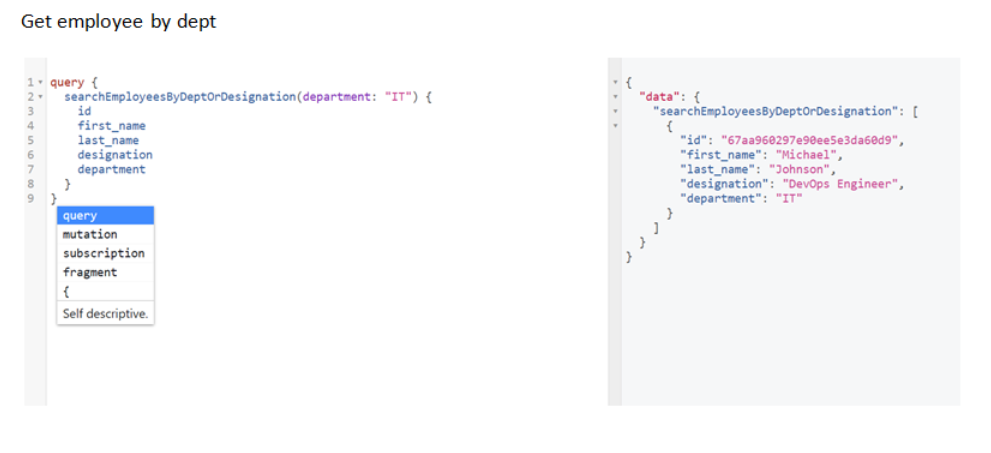 Get employee by dept
1 query {
2 searchEmployeesByDeptOrDesignation(department: "IT") {
3 id
4 first_name
5 last_name
6 designation
7 department
8 }
9 }
query
mutation
subscription
fragment
{
Self descriptive.
{
"data": {
"searchEmployeesByDeptOrDesignation": [
{
"id": "67aa960297e90ee5e3da60d9",
"first_name": "Michael",
"last_name": "Johnson",
"designation": "DevOps Engineer",
"department": "IT"
}
]
}
}